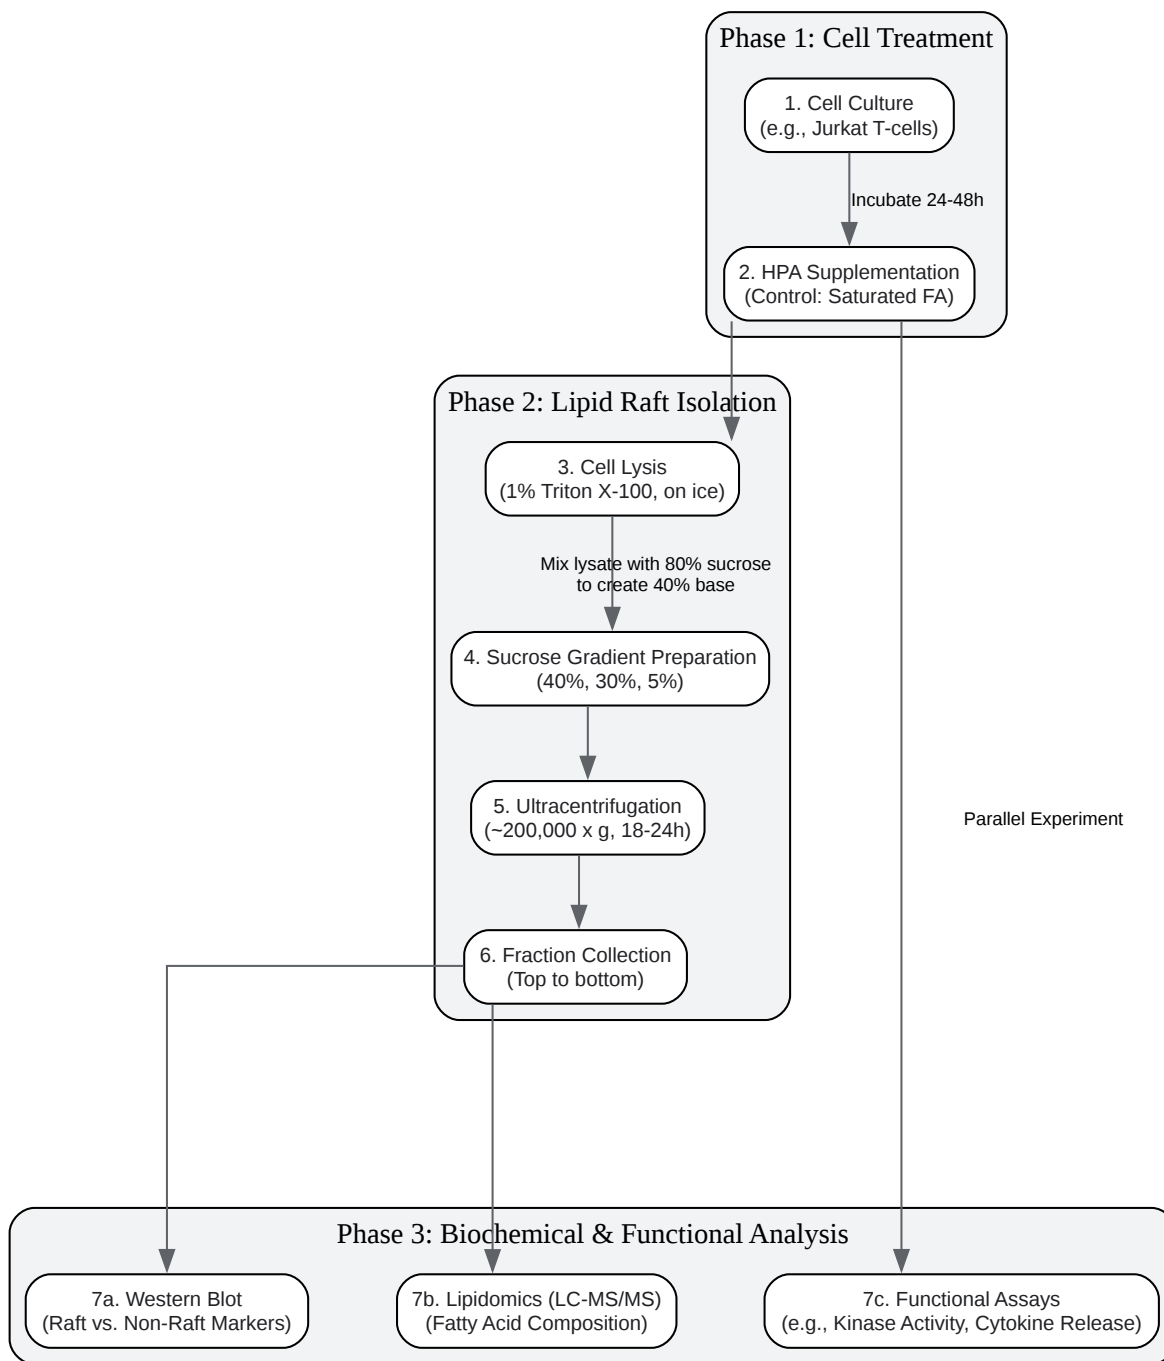 Phase 1: Cell Treatment
1. Cell Culture
(e.g., Jurkat T-cells)
Incubate 24-48h
2. HPA Supplementation
(Control: Saturated FA)
Phase 2: Lipid Raft Isolation
3. Cell Lysis
(1% Triton X-100, on ice)
Mix lysate with 80% sucrose
to create 40% base
4. Sucrose Gradient Preparation
(40%, 30%, 5%)
5. Ultracentrifugation
(~200,000 x g, 18-24h)
Parallel Experiment
6. Fraction Collection
(Top to bottom)
Phase 3: Biochemical & Functional Analysis
7a. Western Blot
(Raft vs. Non-Raft Markers)
7b. Lipidomics (LC-MS/MS)
(Fatty Acid Composition)
7c. Functional Assays
(e.g., Kinase Activity, Cytokine Release)